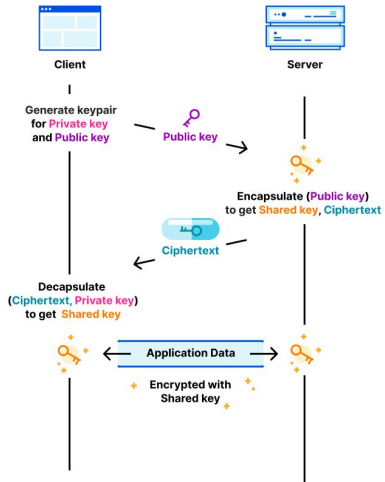 Client
Server
Generate keypair
for Private key
and Public key
Public key
Encapsulate (Public key)
to get Shared key, Ciphertext
Ciphertext
Decapsulate
(Ciphertext, Private key)
to get Shared key
Application Data
Encrypted with
Shared key